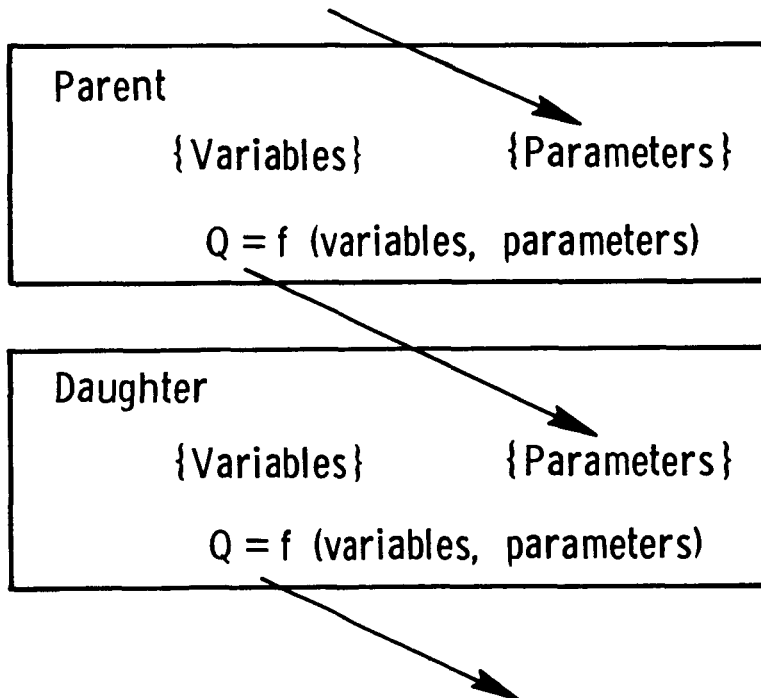 Parent
{Variables} {Parameters}
Q = f (variables, parameters)
Daughter
{Variables} {Parameters}
Q = f (variables, parameters)